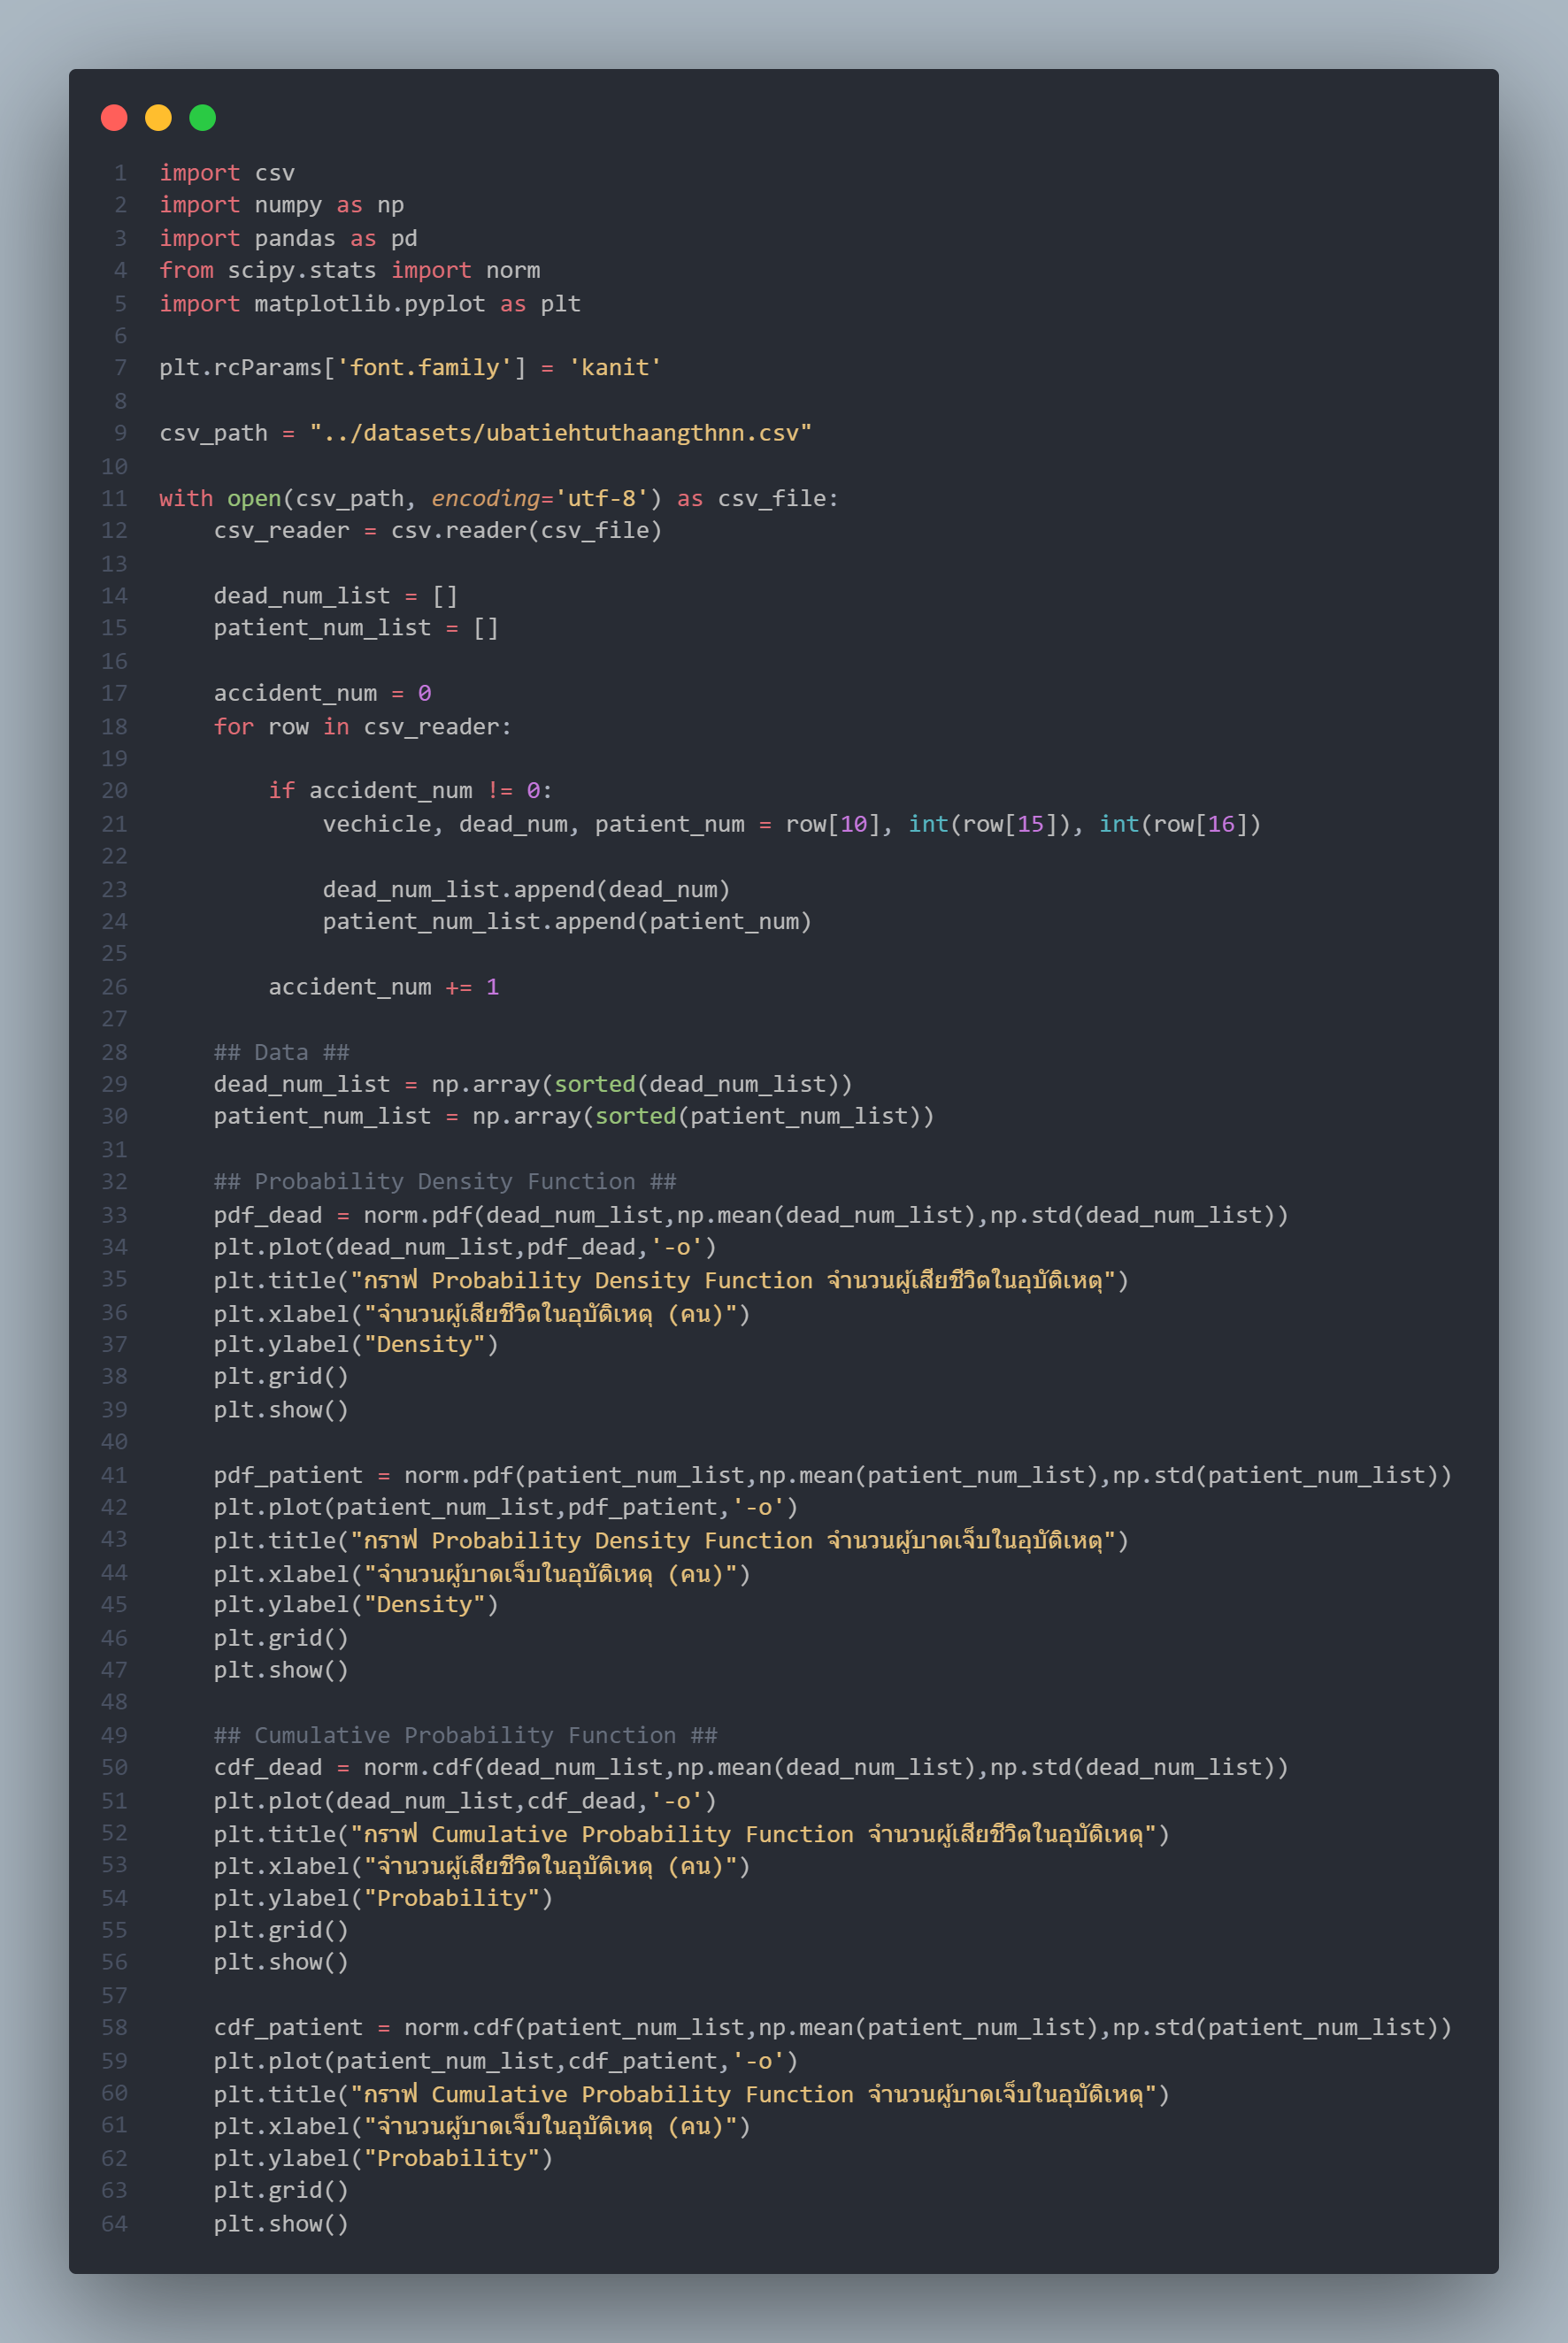 1 import csv
2 import numpy as np
3 import pandas as pd
4 from scipy.stats import norm
5 import matplotlib.pyplot as plt
6
7 plt.rcParams['font.family'] = 'kanit'
8
9 csv_path = "../datasets/ubatiehtuthaangthnn.csv"
10
11 with open(csv_path, encoding='utf-8') as csv_file:
12     csv_reader = csv.reader(csv_file)
13
14     dead_num_list = []
15     patient_num_list = []
16
17     accident_num = 0
18     for row in csv_reader:
19
20         if accident_num != 0:
21             vechicle, dead_num, patient_num = row[10], int(row[15]), int(row[16])
22
23             dead_num_list.append(dead_num)
24             patient_num_list.append(patient_num)
25
26         accident_num += 1
27
28     ## Data ##
29     dead_num_list = np.array(sorted(dead_num_list))
30     patient_num_list = np.array(sorted(patient_num_list))
31
32     ## Probability Density Function ##
33     pdf_dead = norm.pdf(dead_num_list,np.mean(dead_num_list),np.std(dead_num_list))
34     plt.plot(dead_num_list,pdf_dead,'-o')
35     plt.title("กราฟ Probability Density Function จำนวนผู้เสียชีวิตในอุบัติเหตุ")
36     plt.xlabel("จำนวนผู้เสียชีวิตในอุบัติเหตุ (คน)")
37     plt.ylabel("Density")
38     plt.grid()
39     plt.show()
40
41     pdf_patient = norm.pdf(patient_num_list,np.mean(patient_num_list),np.std(patient_num_list))
42     plt.plot(patient_num_list,pdf_patient,'-o')
43     plt.title("กราฟ Probability Density Function จำนวนผู้บาดเจ็บในอุบัติเหตุ")
44     plt.xlabel("จำนวนผู้บาดเจ็บในอุบัติเหตุ (คน)")
45     plt.ylabel("Density")
46     plt.grid()
47     plt.show()
48
49     ## Cumulative Probability Function ##
50     cdf_dead = norm.cdf(dead_num_list,np.mean(dead_num_list),np.std(dead_num_list))
51     plt.plot(dead_num_list,cdf_dead,'-o')
52     plt.title("กราฟ Cumulative Probability Function จำนวนผู้เสียชีวิตในอุบัติเหตุ")
53     plt.xlabel("จำนวนผู้เสียชีวิตในอุบัติเหตุ (คน)")
54     plt.ylabel("Probability")
55     plt.grid()
56     plt.show()
57
58     cdf_patient = norm.cdf(patient_num_list,np.mean(patient_num_list),np.std(patient_num_list))
59     plt.plot(patient_num_list,cdf_patient,'-o')
60     plt.title("กราฟ Cumulative Probability Function จำนวนผู้บาดเจ็บในอุบัติเหตุ")
61     plt.xlabel("จำนวนผู้บาดเจ็บในอุบัติเหตุ (คน)")
62     plt.ylabel("Probability")
63     plt.grid()
64     plt.show()